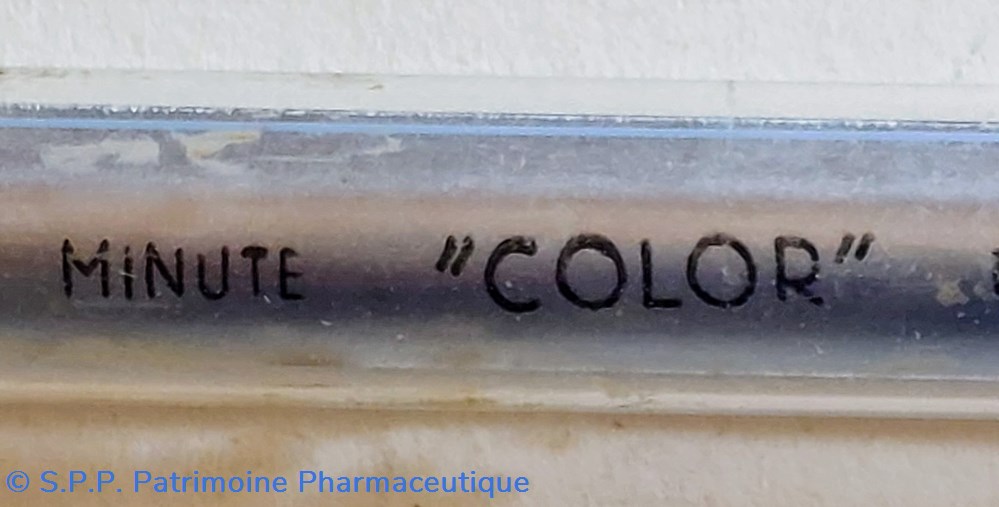 MINUTE "COLOR"
© S.P.P. Patrimoine Pharmaceutique